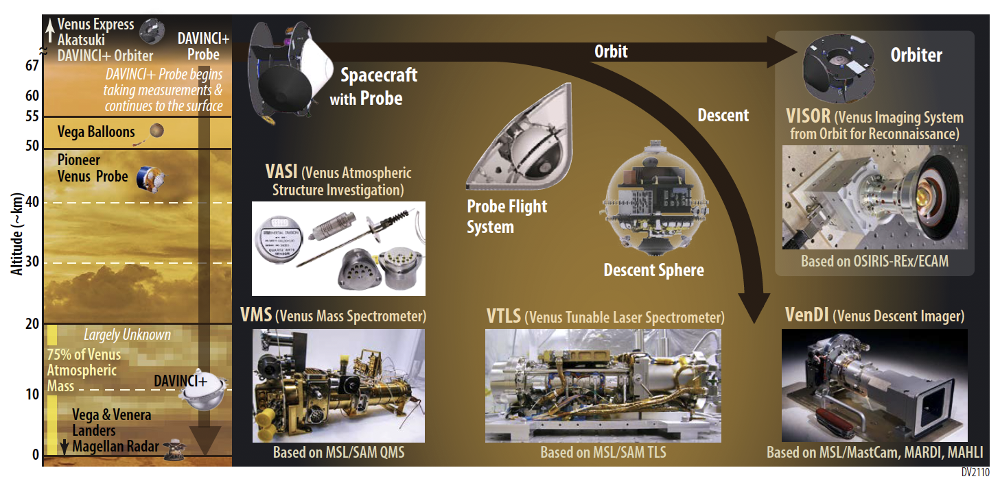 Venus Express
Akatsuki
DAVINCI+ Orbiter
DAVINCI+
Probe
DAVINCI+ Probe begins
taking measurements &
continues to the surface
Altitude (~km)
67
60
55
50
40
30
20
10
0
Vega Balloons
Pioneer
Venus Probe
Largely Unknown
75% of Venus
Atmospheric
Mass
DAVINCI+
Vega & Venera
Landers
Magellan Radar
Spacecraft
with Probe
Orbit
Descent
Orbiter
VISOR (Venus Imaging System
from Orbit for Reconnaissance)
Based on OSIRIS-REx/ECAM
VASI (Venus Atmospheric
Structure Investigation)
QUARTZ RATE
SENSOR
Probe Flight
System
Descent Sphere
VMS (Venus Mass Spectrometer)
Based on MSL/SAM QMS
VTLS (Venus Tunable Laser Spectrometer)
Based on MSL/SAM TLS
VenDI (Venus Descent Imager)
Based on MSL/MastCam, MARDI, MAHLI
DV2110